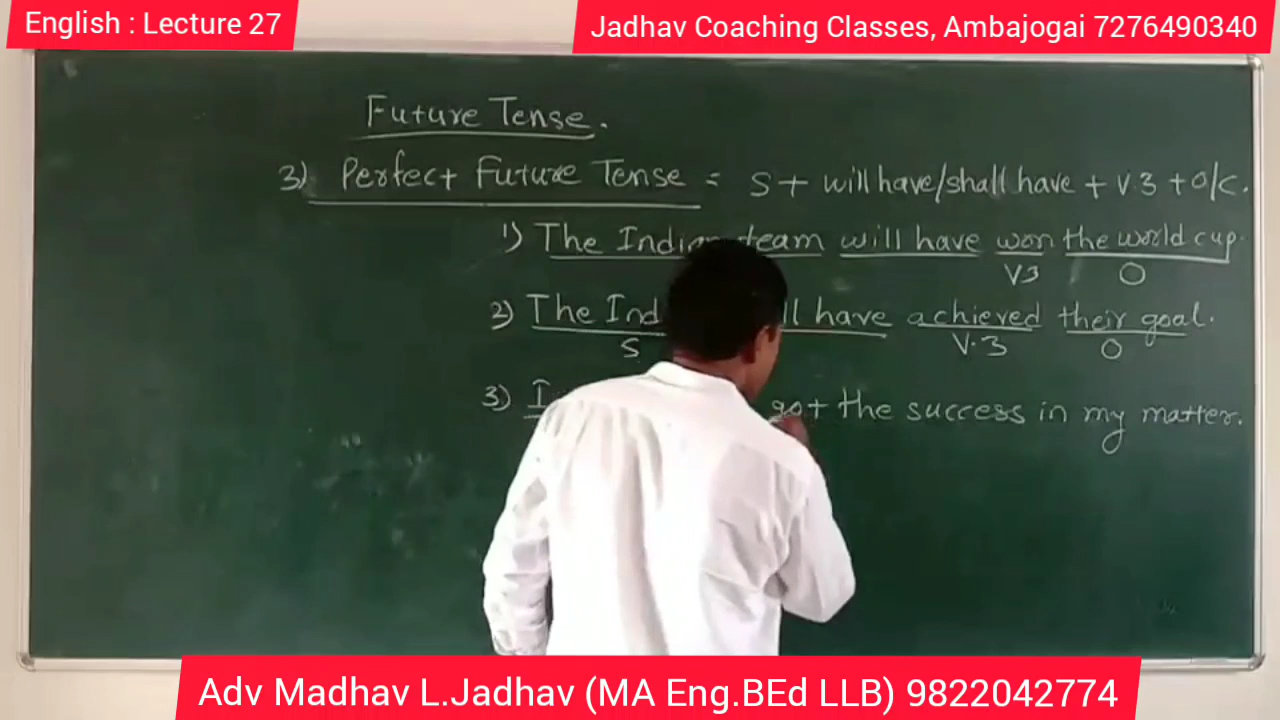 English : Lecture 27
Jadhav Coaching Classes, Ambajogai 7276490340
Future Tense.
3) Perfect Future Tense = S + will have/shall have + V3 + O/C.
1) The Indian team will have won the world cup.
V3 O
2) The Ind ll have achieved their goal.
S V.3 O
3) I got the success in my matter.
Adv Madhav L.Jadhav (MA Eng.BEd LLB) 9822042774